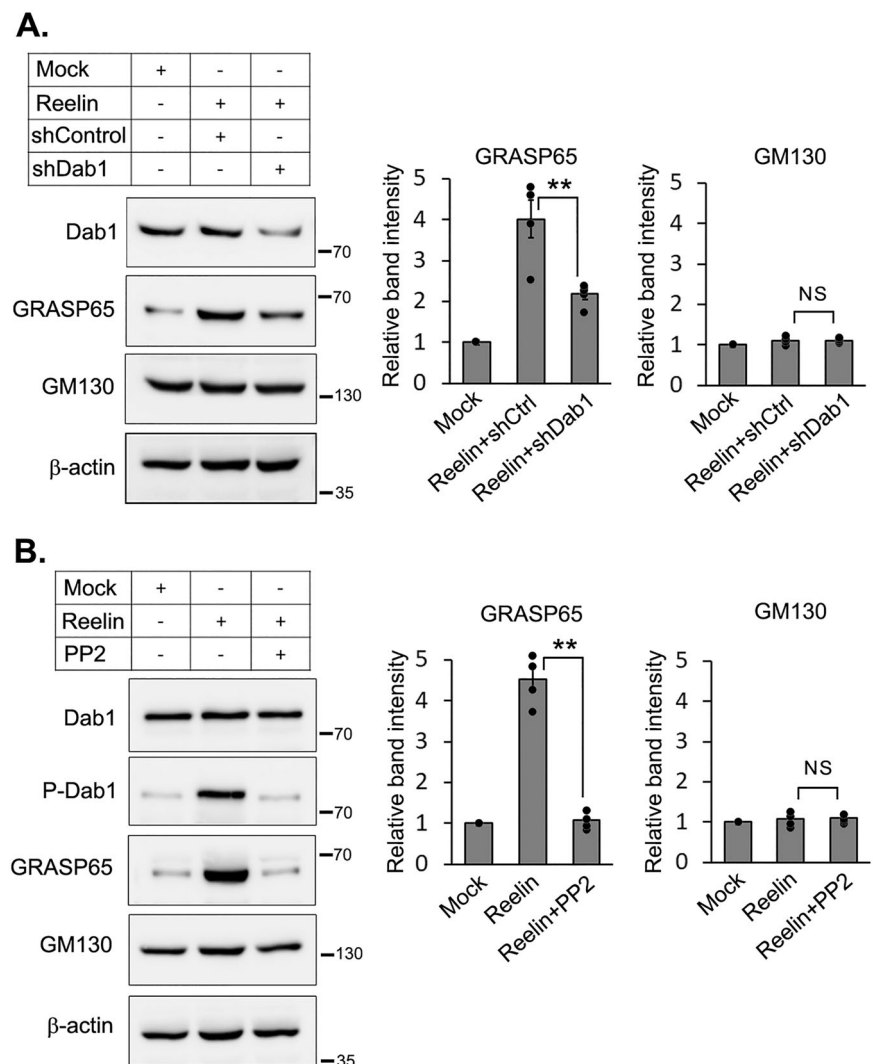 A.
Mock + - -
Reelin - + +
shControl - + -
shDab1 - - +
Dab1
70
GRASP65
70
GM130
130
β-actin
35
GRASP65
Relative band intensity
5
4
3
2
1
0
**
Mock
Reelin+shCtrl
Reelin+shDab1
GM130
Relative band intensity
5
4
3
2
1
0
NS
Mock
Reelin+shCtrl
Reelin+shDab1
B.
Mock + - -
Reelin - + +
PP2 - - +
Dab1
70
P-Dab1
70
GRASP65
70
GM130
130
β-actin
35
GRASP65
Relative band intensity
5
4
3
2
1
0
**
Mock
Reelin
Reelin+PP2
GM130
Relative band intensity
5
4
3
2
1
0
NS
Mock
Reelin
Reelin+PP2